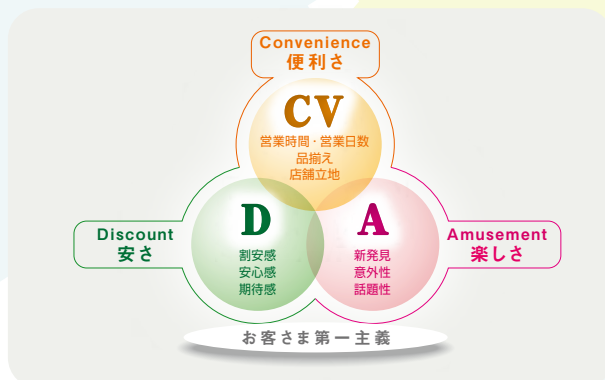 Convenience
便利さ
CV
営業時間・営業日数
品揃え
店舗立地
Discount
安さ
D
割安感
安心感
期待感
A
新発見
意外性
話題性
Amusement
楽しさ
お客さま第一主義